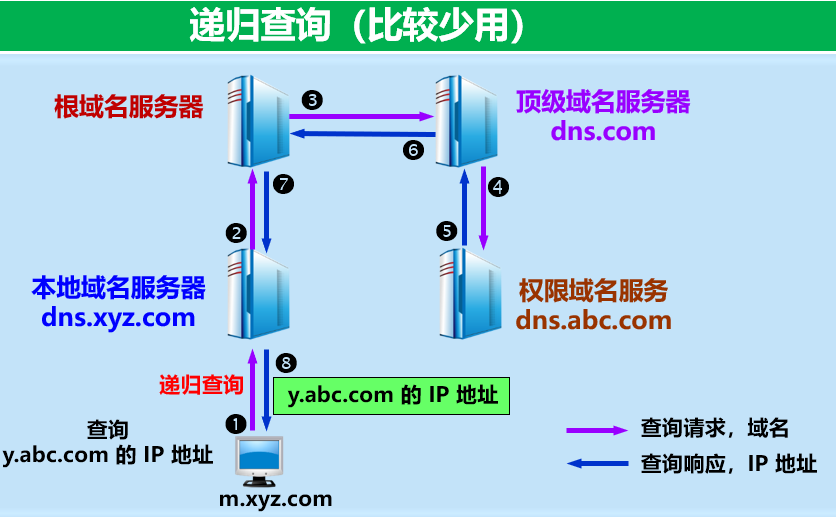 递归查询（比较少用）
根域名服务器
❸
顶级域名服务器
dns.com
❻
❼
❹
❷
❺
本地域名服务器
dns.xyz.com
权限域名服务
dns.abc.com
❽
递归查询
y.abc.com 的 IP 地址
❶
查询
y.abc.com 的 IP 地址
查询请求，域名
查询响应，IP 地址
m.xyz.com